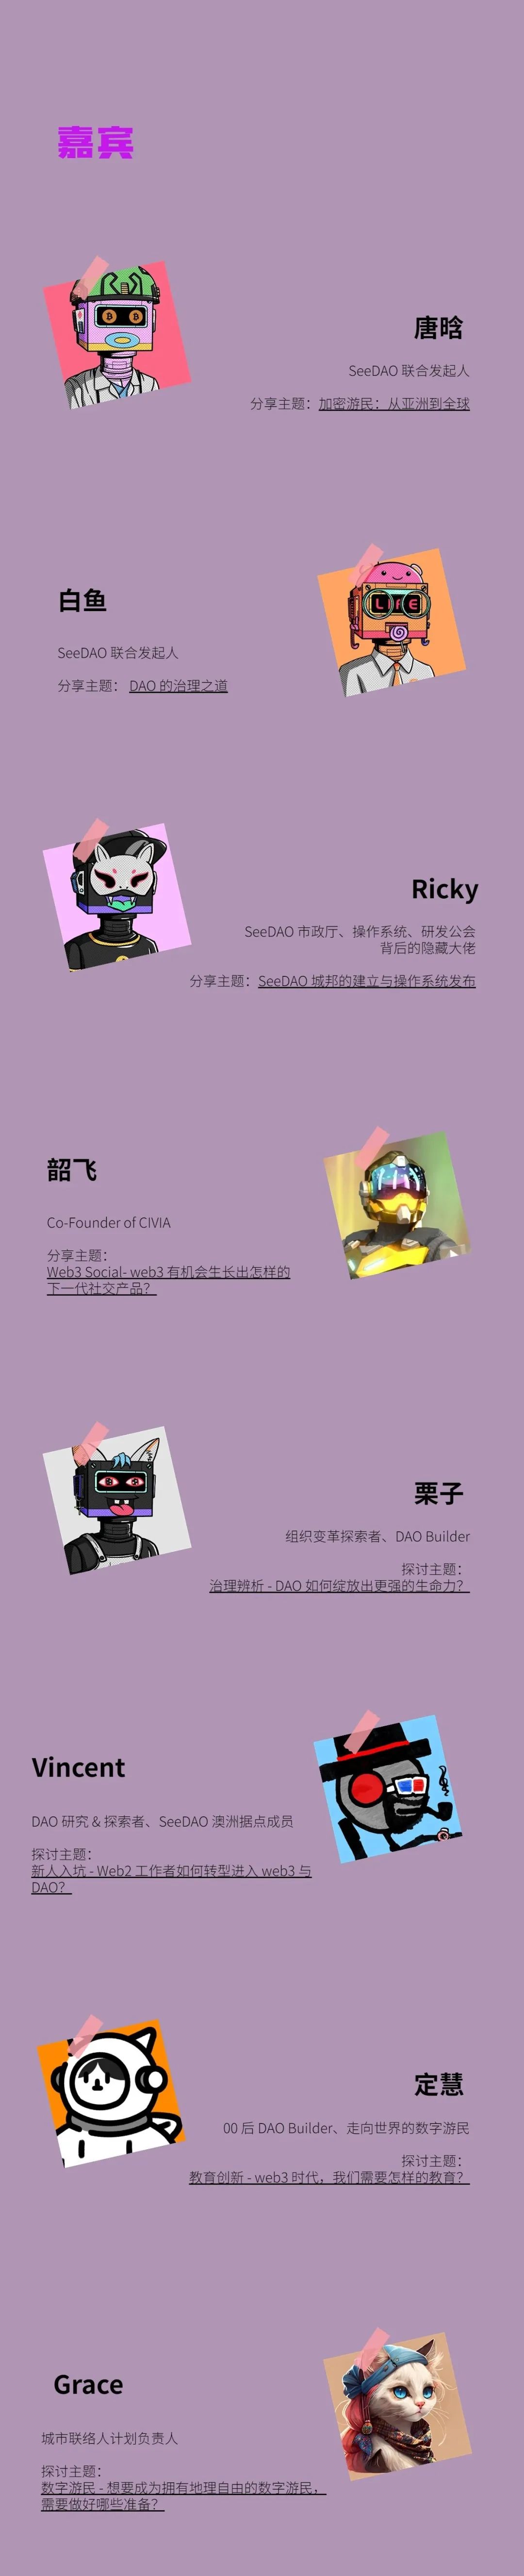 嘉宾
唐晗
SeeDAO 联合发起人
分享主题：加密游民：从亚洲到全球
白鱼
SeeDAO 联合发起人
分享主题： DAO 的治理之道
LIFE
Ricky
SeeDAO 市政厅、操作系统、研发公会
背后的隐藏大佬
分享主题：SeeDAO 城邦的建立与操作系统发布
韶飞
Co-Founder of CIVIA
分享主题：
Web3 Social- web3 有机会生长出怎样的
下一代社交产品？
栗子
组织变革探索者、DAO Builder
探讨主题：
治理辨析 - DAO 如何绽放出更强的生命力？
Vincent
DAO 研究 & 探索者、SeeDAO 澳洲据点成员
探讨主题：
新人入坑 - Web2 工作者如何转型进入 web3 与
DAO？
定慧
00 后 DAO Builder、走向世界的数字游民
探讨主题：
教育创新 - web3 时代，我们需要怎样的教育？
Grace
城市联络人计划负责人
探讨主题：
数字游民 - 想要成为拥有地理自由的数字游民，
需要做好哪些准备？